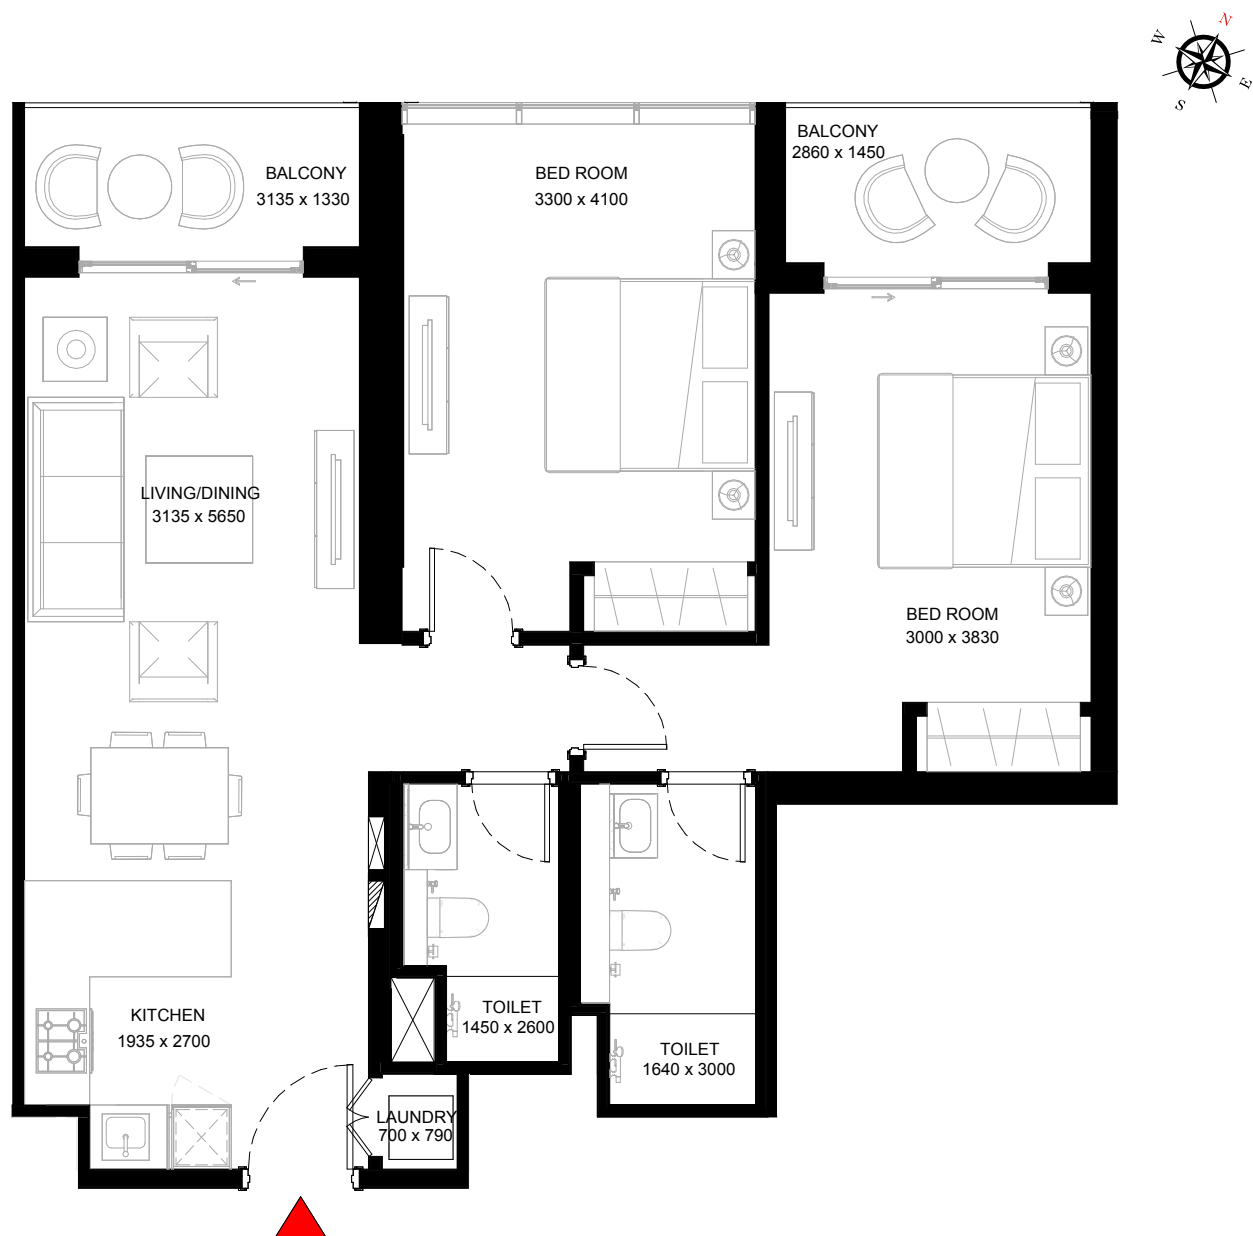 N
W
E
S
BALCONY
2860 x 1450
BALCONY
3135 x 1330
BED ROOM
3300 x 4100
LIVING/DINING
3135 x 5650
BED ROOM
3000 x 3830
KITCHEN
1935 x 2700
TOILET
1450 x 2600
TOILET
1640 x 3000
LAUNDRY
700 x 790